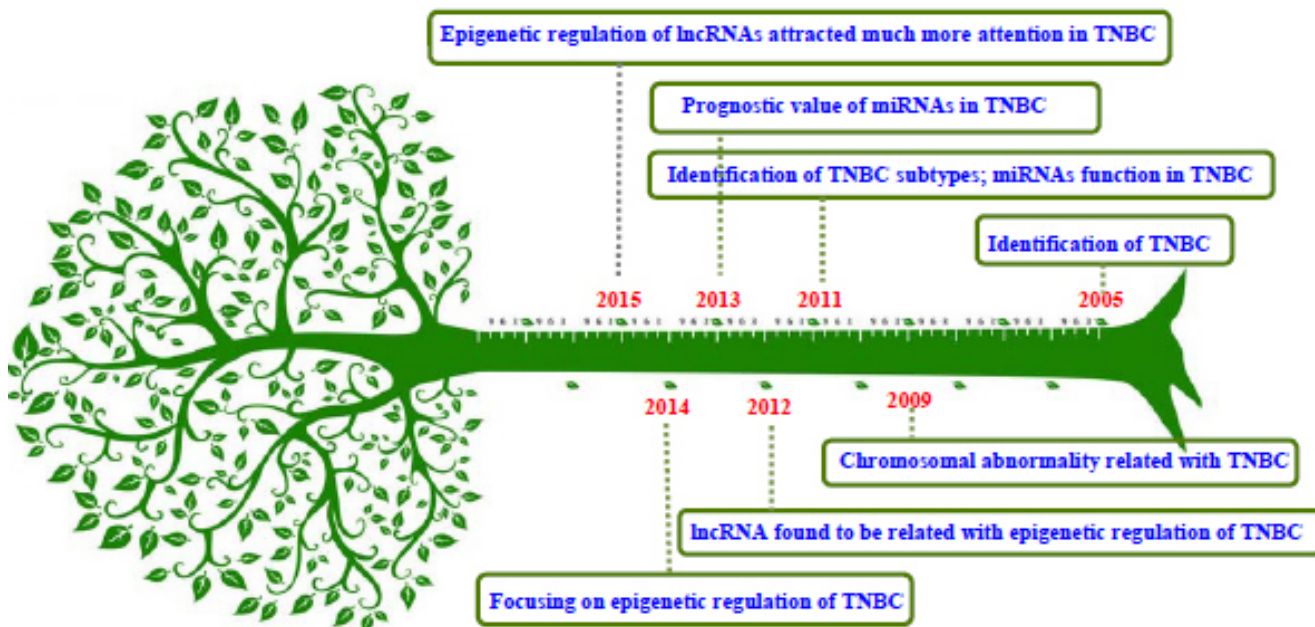 Epigenetic regulation of lncRNAs attracted much more attention in TNBC
Prognostic value of miRNAs in TNBC
Identification of TNBC subtypes; miRNAs function in TNBC
Identification of TNBC
2015 2013 2011 2005
2014 2012 2009
Chromosomal abnormality related with TNBC
lncRNA found to be related with epigenetic regulation of TNBC
Focusing on epigenetic regulation of TNBC